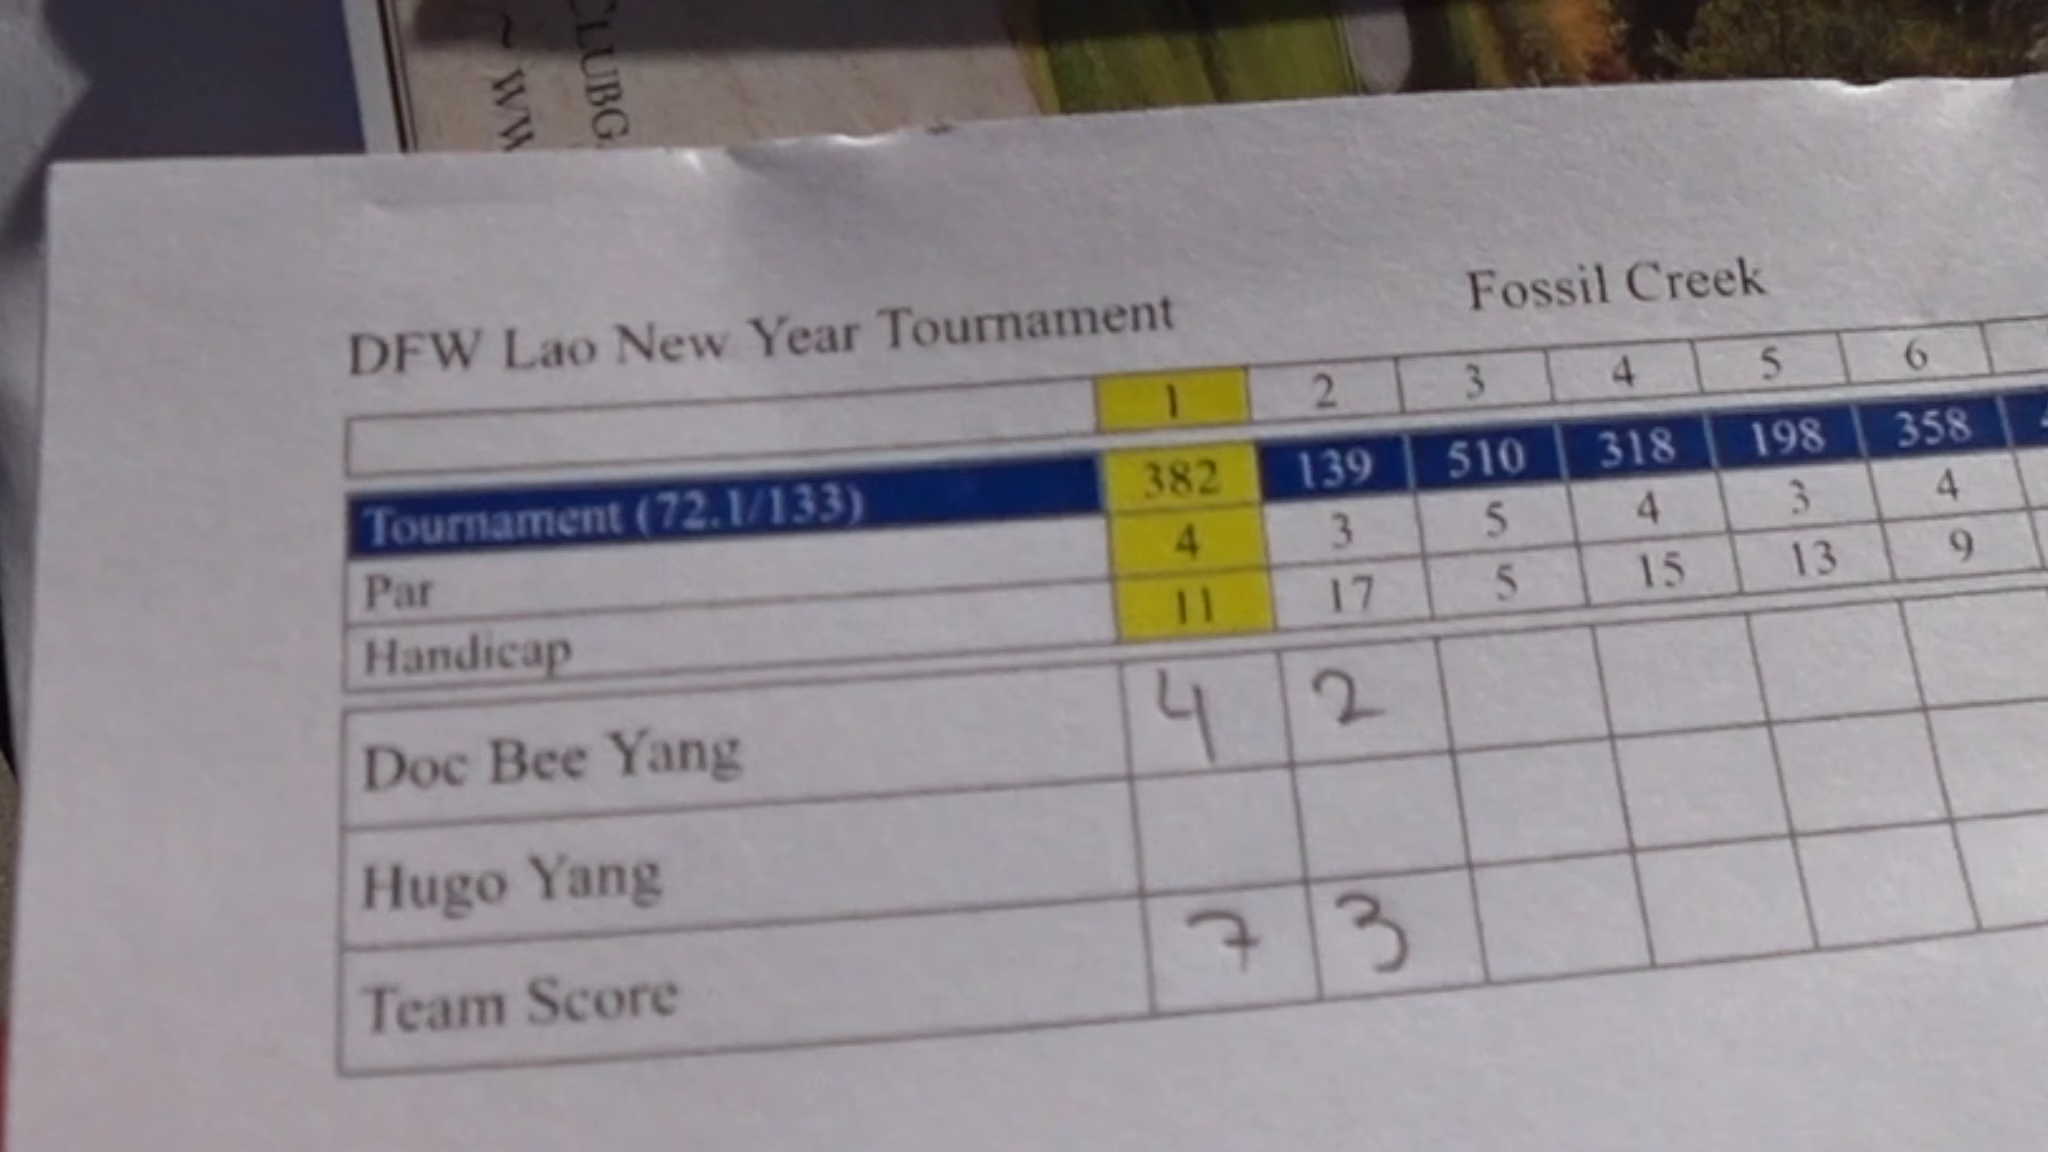 ~ WW
CLUBG
DFW Lao New Year Tournament Fossil Creek
1 2 3 4 5 6
Tournament (72.1/133) 382 139 510 318 198 358
Par 4 3 5 4 3 4
Handicap 11 17 5 15 13 9
Doc Bee Yang 4 2
Hugo Yang
Team Score 7 3